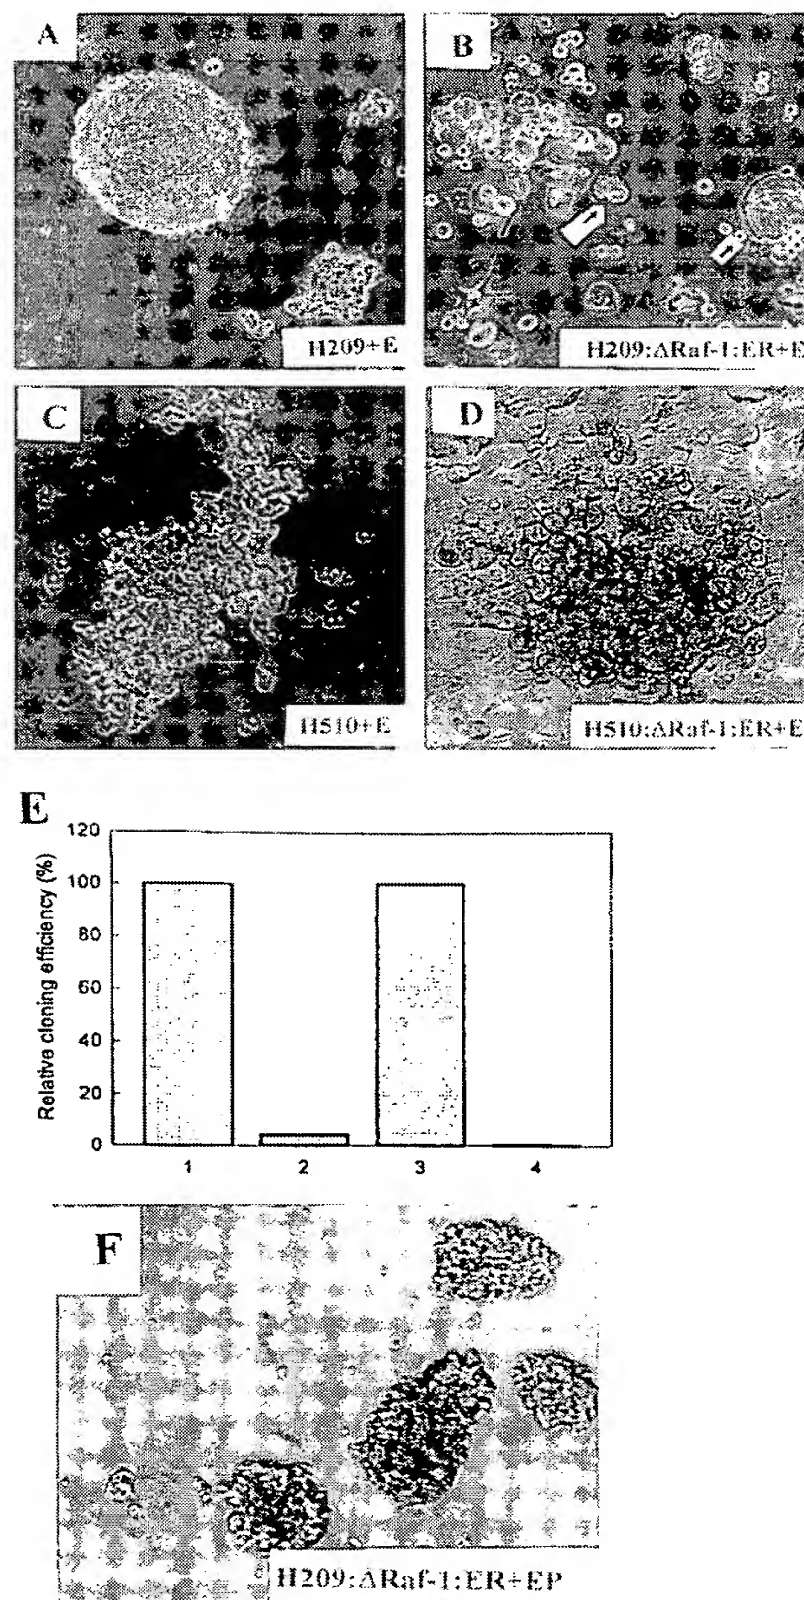 A
H209+E
B
H209:ΔRaf-1:ER+E
C
H510+E
D
H510:ΔRaf-1:ER+E
E
Relative cloning efficiency (%)
120
100
80
60
40
20
0
1 2 3 4
F
H209:ΔRaf-1:ER+EP